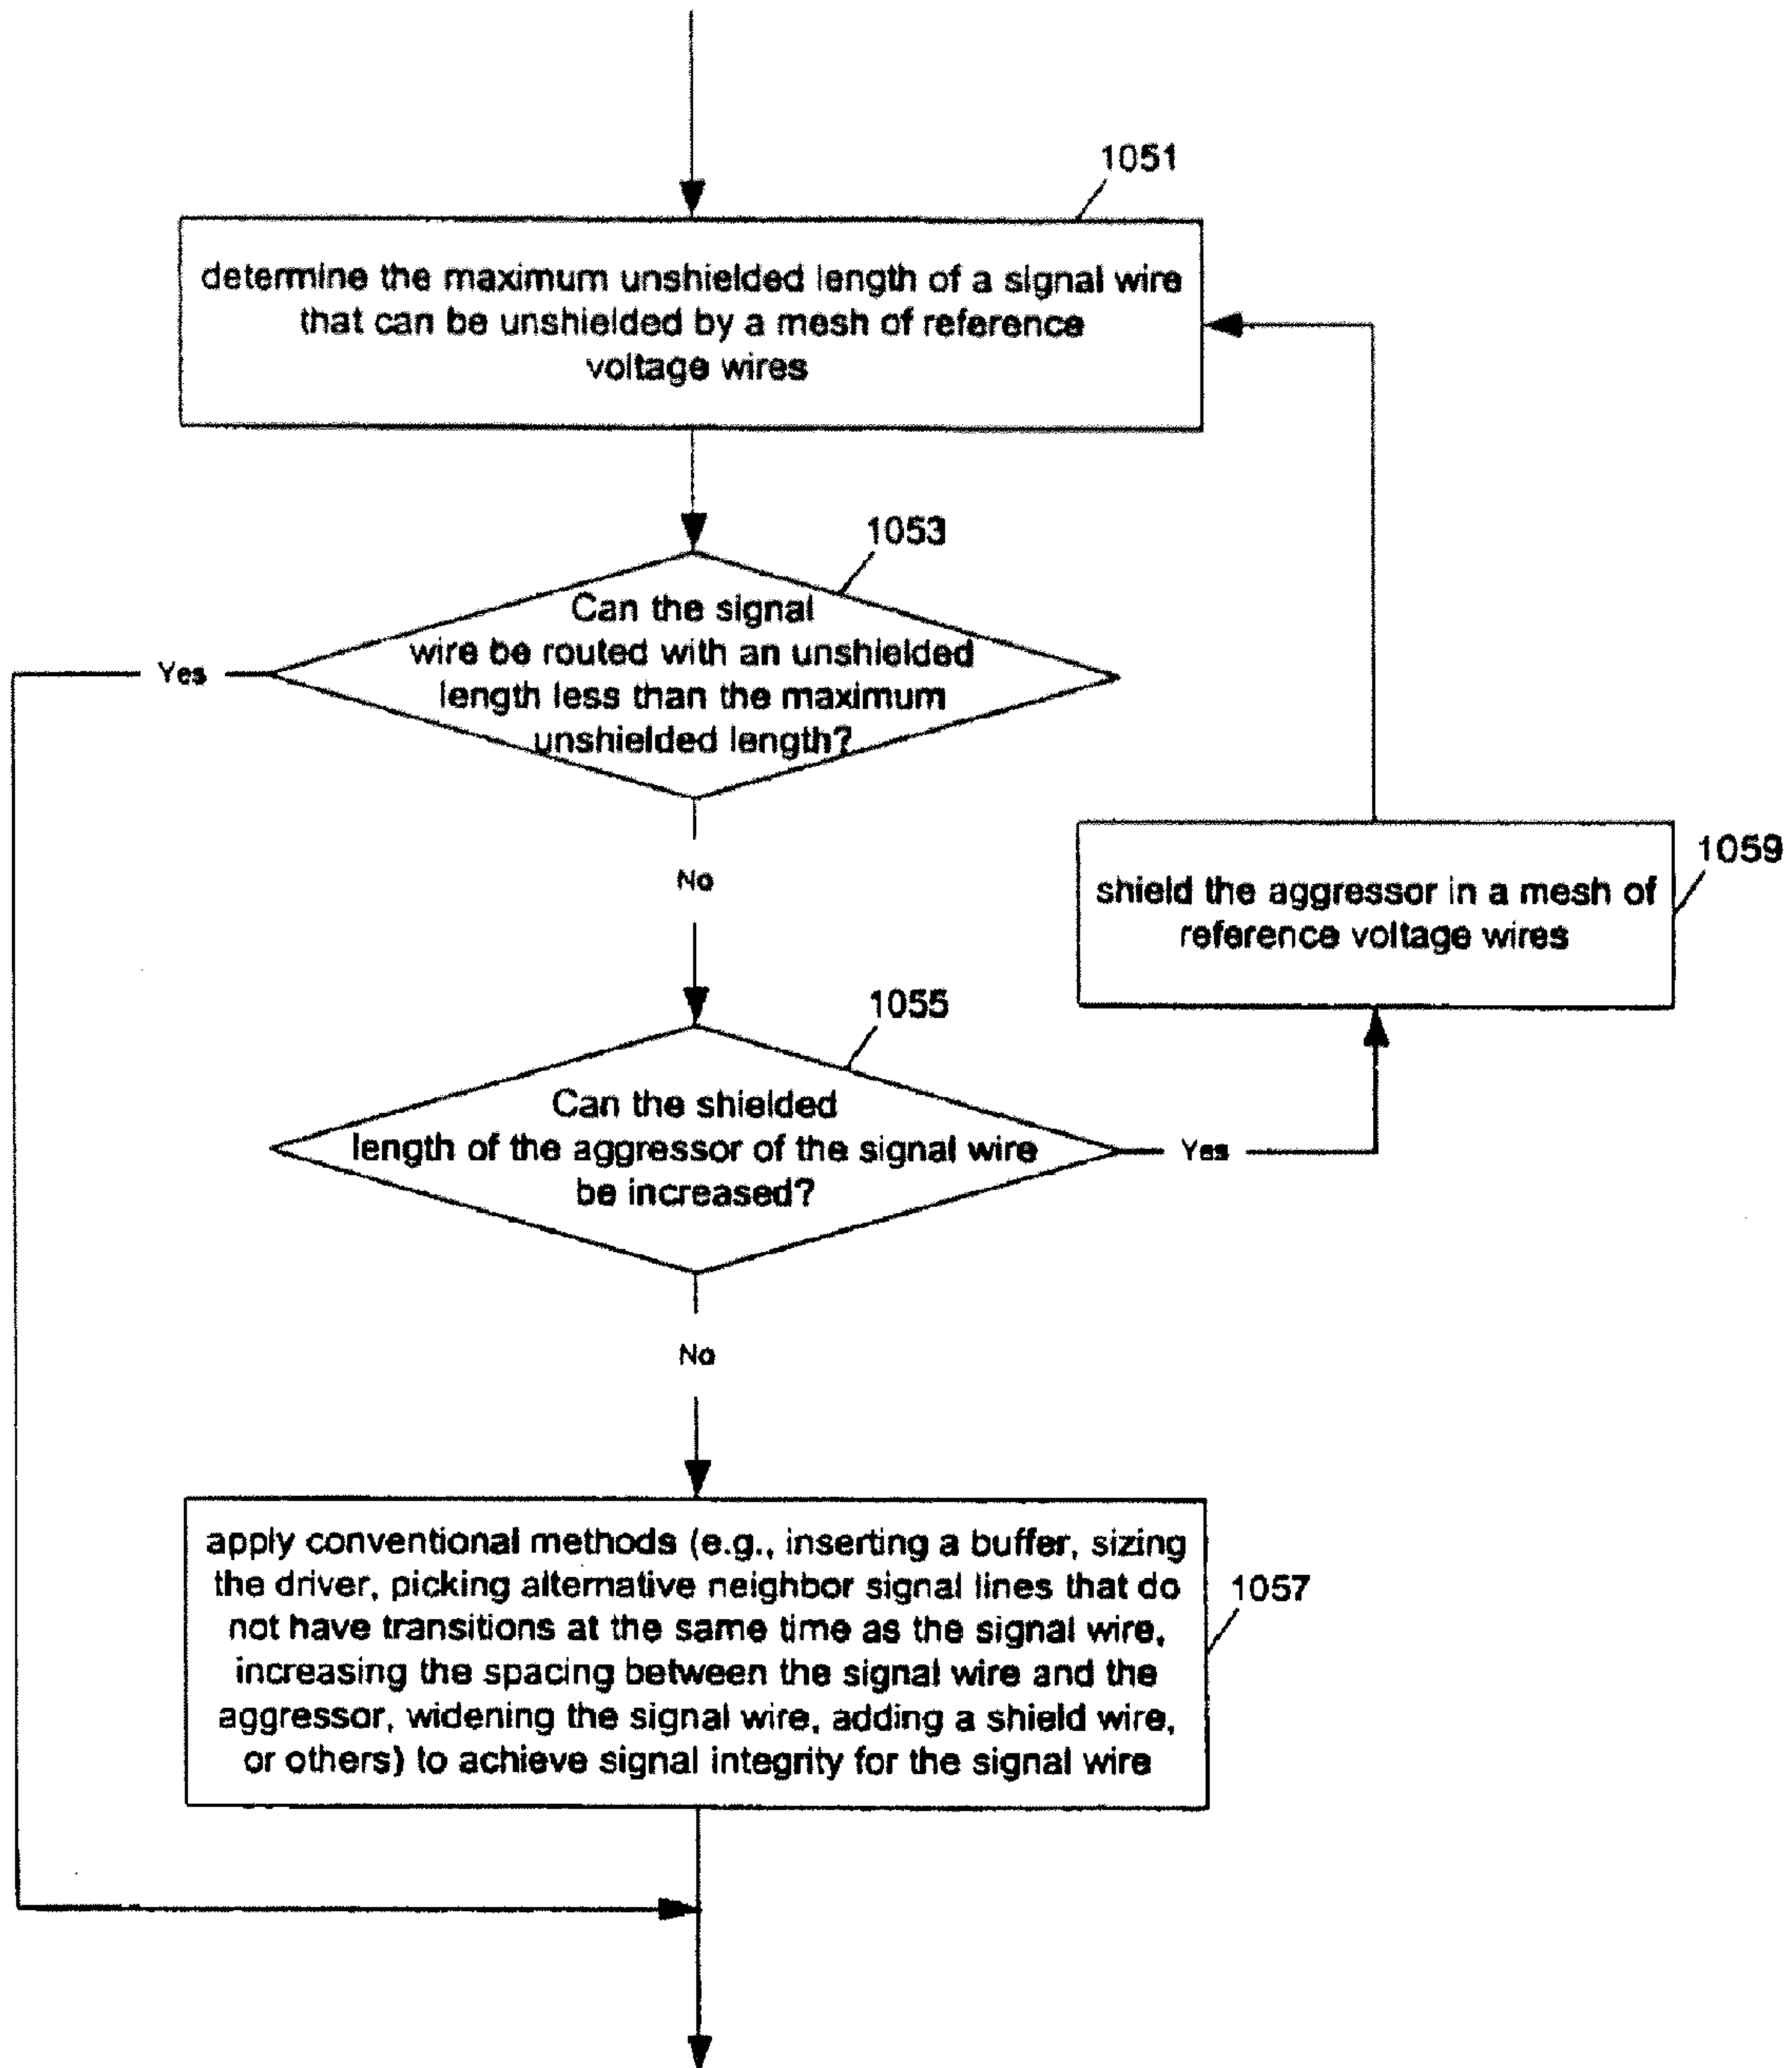 1051
determine the maximum unshielded length of a signal wire
that can be unshielded by a mesh of reference
voltage wires
1053
Can the signal
wire be routed with an unshielded
length less than the maximum
unshielded length?
Yes
No
1059
shield the aggressor in a mesh of
reference voltage wires
1055
Can the shielded
length of the aggressor of the signal wire
be increased?
Yes
No
apply conventional methods (e.g., inserting a buffer, sizing
the driver, picking alternative neighbor signal lines that do
not have transitions at the same time as the signal wire,
increasing the spacing between the signal wire and the
aggressor, widening the signal wire, adding a shield wire,
or others) to achieve signal integrity for the signal wire
1057